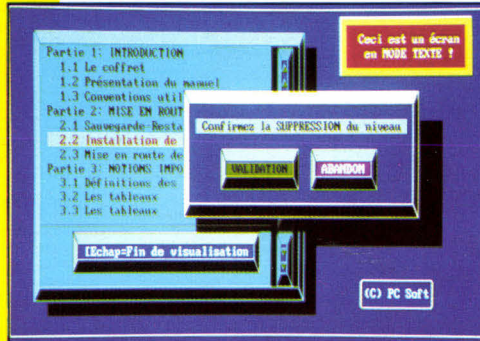 Ceci est un écran
en MODE TEXTE !
Partie 1: INTRODUCTION
1.1 Le coffret
1.2 Présentation du manuel
1.3 Conventions util
Partie 2: MISE EN ROUT
2.1 Sauvegarde-Resta
2.2 Installation de
2.3 Mise en route de
Partie 3: NOTIONS IMPO
3.1 Définitions des
3.2 Les tableaux
3.3 Les tableaux
[Echap=Fin de visualisation
Confirmez la SUPPRESSION du niveau
VALIDATION
ABANDON
(C) PC Soft